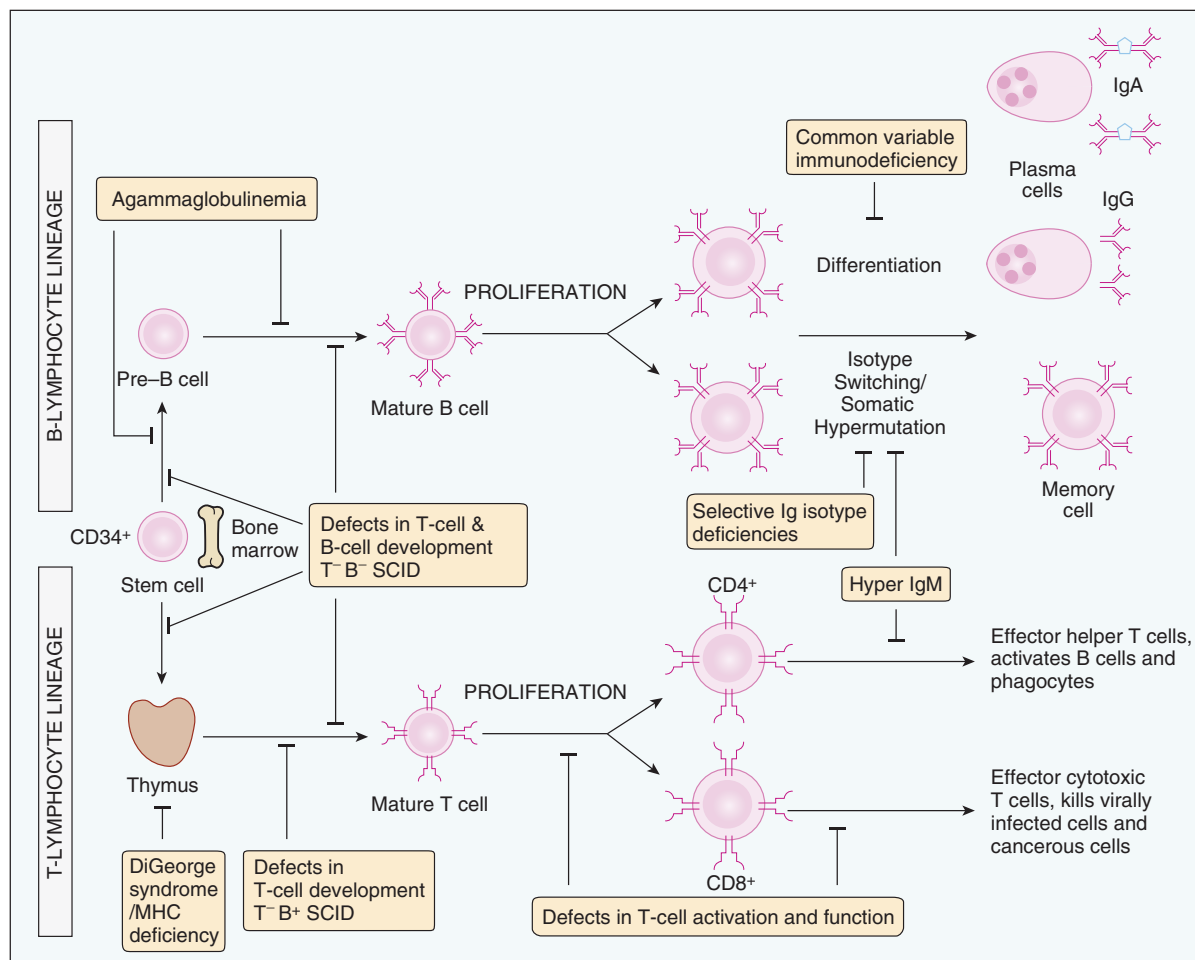 B-LYMPHOCYTE LINEAGE
Agammaglobulinemia
Pre–B cell
CD34⁺
Stem cell
Bone
marrow
Defects in T-cell &
B-cell development
T⁻ B⁻ SCID
Mature B cell
PROLIFERATION
Common variable
immunodeficiency
Differentiation
Isotype
Switching/
Somatic
Hypermutation
Selective Ig isotype
deficiencies
Hyper IgM
IgA
Plasma
cells
IgG
Memory
cell
T-LYMPHOCYTE LINEAGE
Thymus
DiGeorge
syndrome
/MHC
deficiency
Defects in
T-cell development
T⁻ B⁺ SCID
Mature T cell
PROLIFERATION
CD4⁺
CD8⁺
Defects in T-cell activation and function
Effector helper T cells,
activates B cells and
phagocytes
Effector cytotoxic
T cells, kills virally
infected cells and
cancerous cells